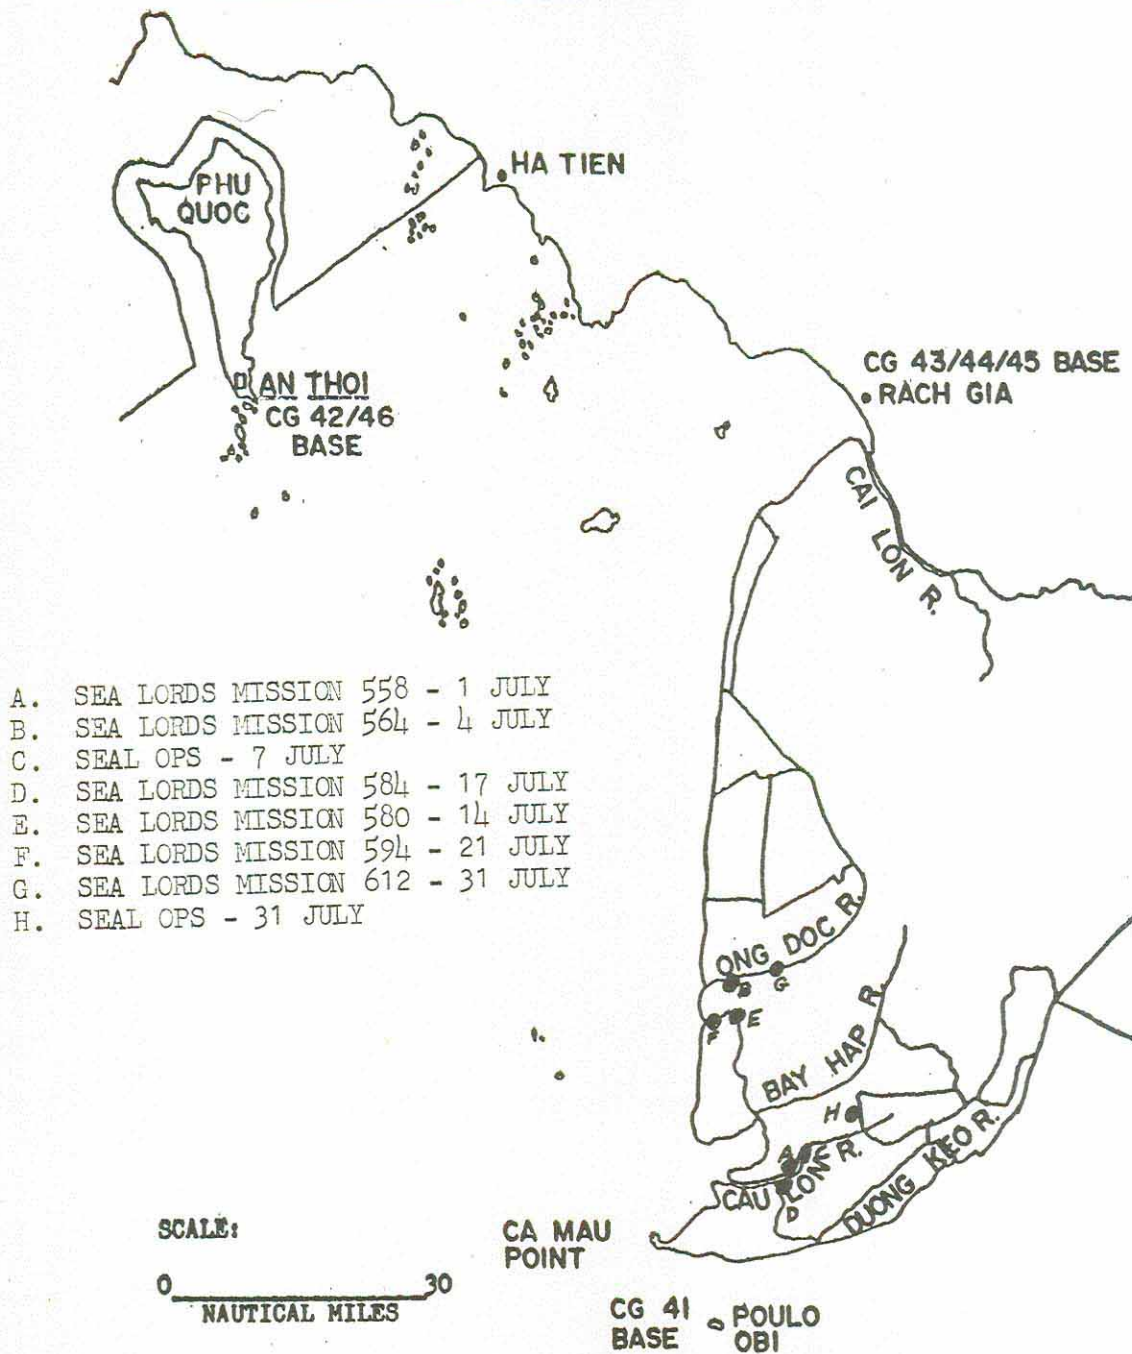 HA TIEN
PHU
QUOC
AN THOI
CG 42/46
BASE
CG 43/44/45 BASE
RACH GIA
CAI LON R.
A. SEA LORDS MISSION 558 - 1 JULY
B. SEA LORDS MISSION 564 - 4 JULY
C. SEAL OPS - 7 JULY
D. SEA LORDS MISSION 584 - 17 JULY
E. SEA LORDS MISSION 580 - 14 JULY
F. SEA LORDS MISSION 594 - 21 JULY
G. SEA LORDS MISSION 612 - 31 JULY
H. SEAL OPS - 31 JULY
ONG DOC R.
B
G
F
E
BAY HAP R.
H
A
C
CAU LON R.
D
DUONG KEO R.
SCALE:
0 30
NAUTICAL MILES
CA MAU
POINT
CG 41
BASE
POULO
OBI